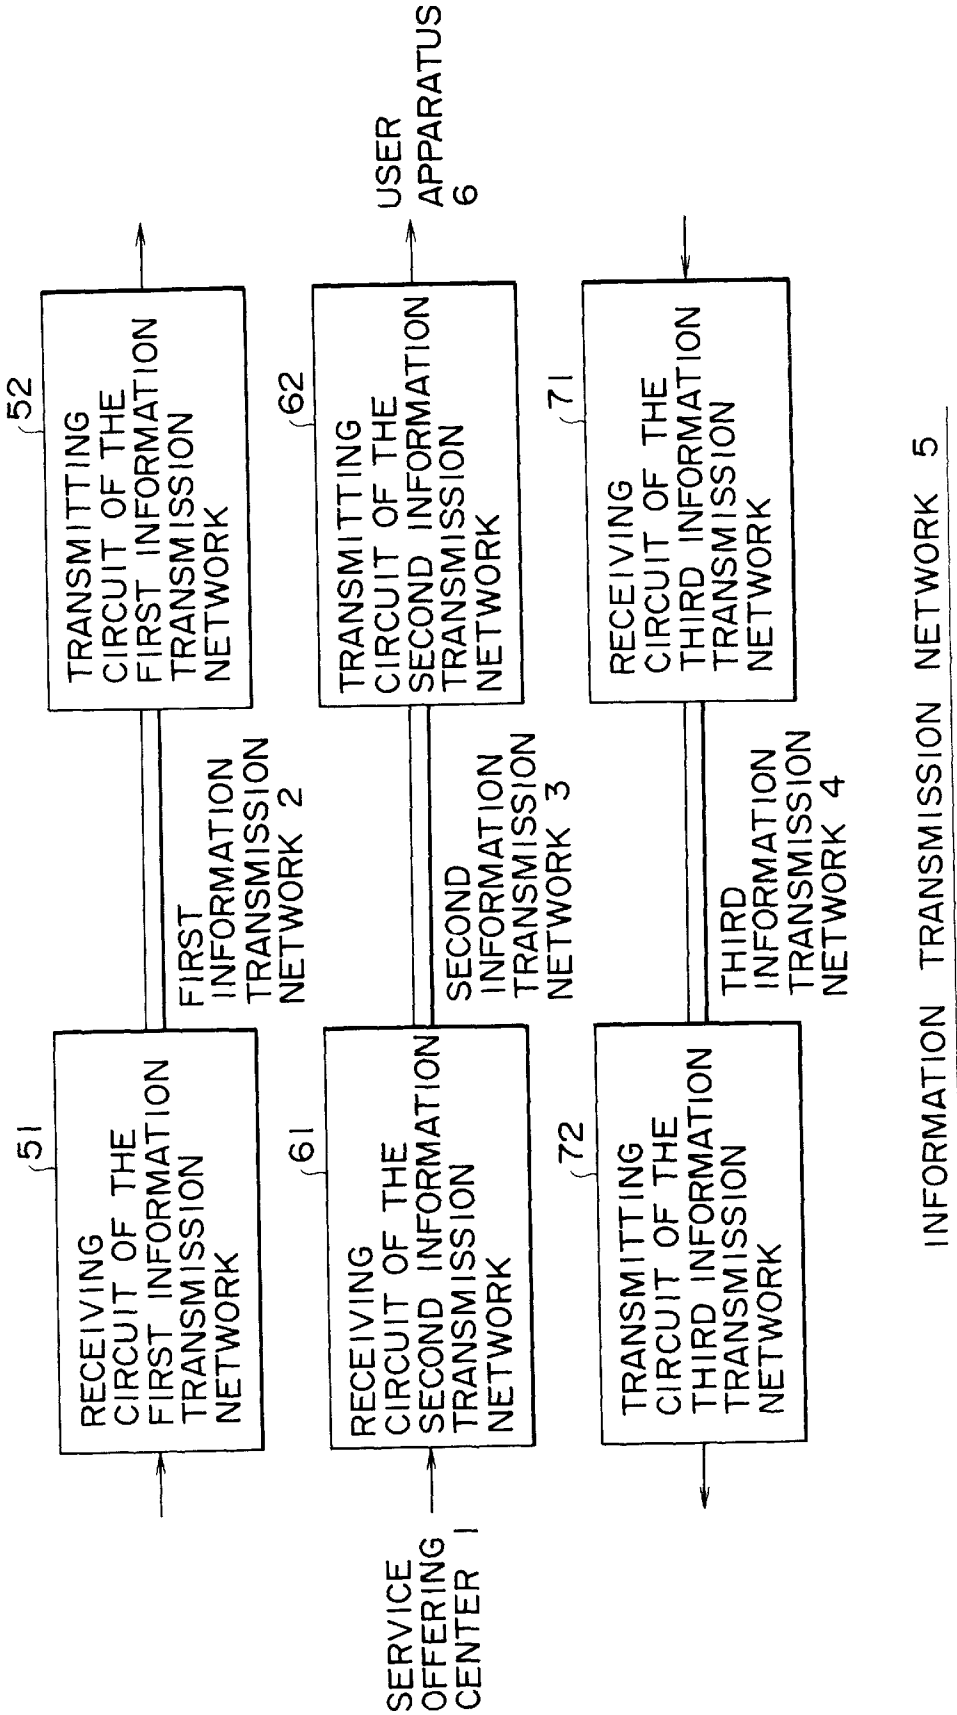 51
RECEIVING
CIRCUIT OF THE
FIRST INFORMATION
TRANSMISSION
NETWORK
FIRST
INFORMATION
TRANSMISSION
NETWORK 2
52
TRANSMITTING
CIRCUIT OF THE
FIRST INFORMATION
TRANSMISSION
NETWORK
SERVICE
OFFERING
CENTER 1
61
RECEIVING
CIRCUIT OF THE
SECOND INFORMATION
TRANSMISSION
NETWORK
SECOND
INFORMATION
TRANSMISSION
NETWORK 3
62
TRANSMITTING
CIRCUIT OF THE
SECOND INFORMATION
TRANSMISSION
NETWORK
USER
APPARATUS
6
72
TRANSMITTING
CIRCUIT OF THE
THIRD INFORMATION
TRANSMISSION
NETWORK
THIRD
INFORMATION
TRANSMISSION
NETWORK 4
71
RECEIVING
CIRCUIT OF THE
THIRD INFORMATION
TRANSMISSION
NETWORK
INFORMATION TRANSMISSION NETWORK 5